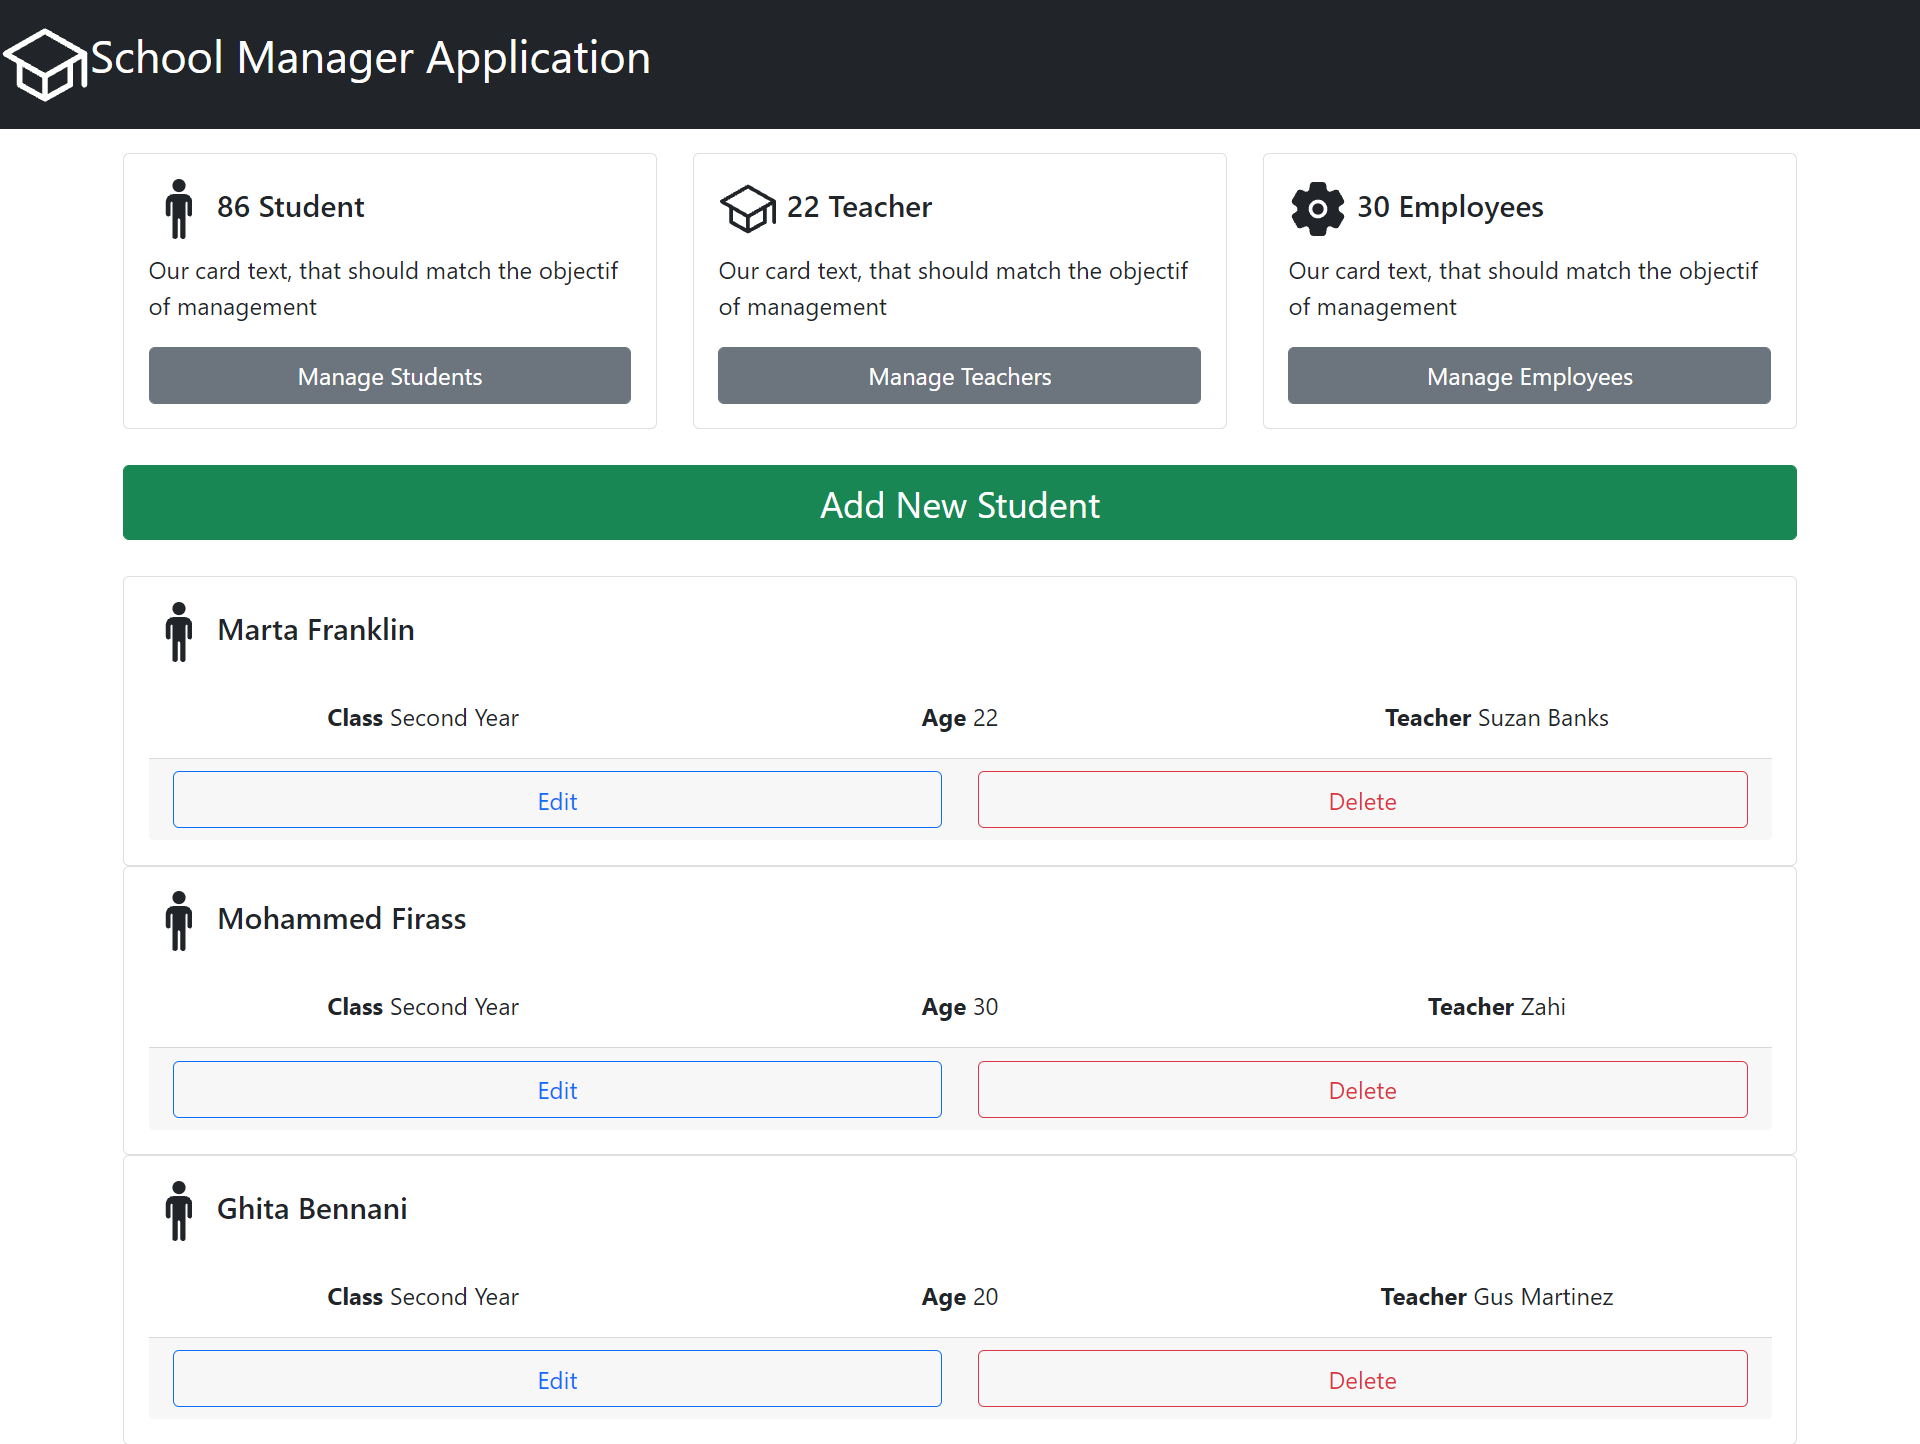 School Manager Application
86 Student
Our card text, that should match the objectif
of management
Manage Students
22 Teacher
Our card text, that should match the objectif
of management
Manage Teachers
30 Employees
Our card text, that should match the objectif
of management
Manage Employees
Add New Student
Marta Franklin
Class Second Year Age 22 Teacher Suzan Banks
Edit Delete
Mohammed Firass
Class Second Year Age 30 Teacher Zahi
Edit Delete
Ghita Bennani
Class Second Year Age 20 Teacher Gus Martinez
Edit Delete